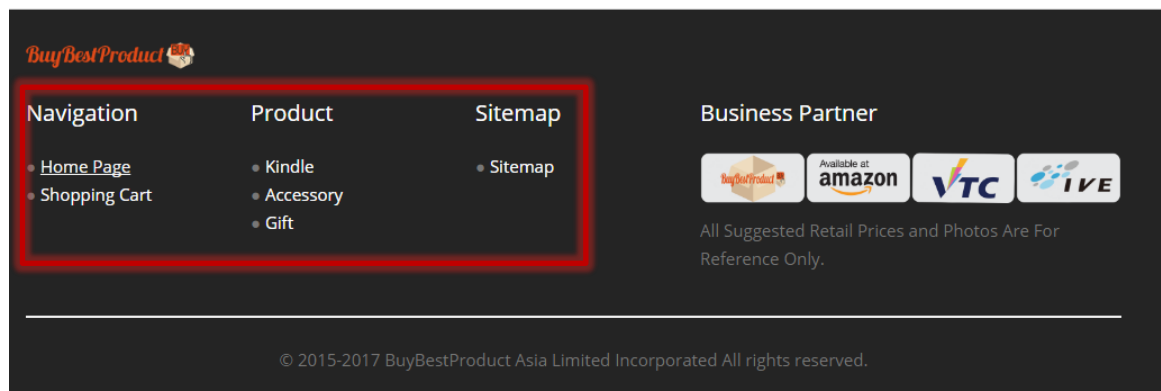 BuyBestProduct BUY
Navigation
Home Page
Shopping Cart
Product
Kindle
Accessory
Gift
Sitemap
Sitemap
Business Partner
BuyBestProduct
Available at
amazon
VTC
IVE
All Suggested Retail Prices and Photos Are For
Reference Only.
© 2015-2017 BuyBestProduct Asia Limited Incorporated All rights reserved.